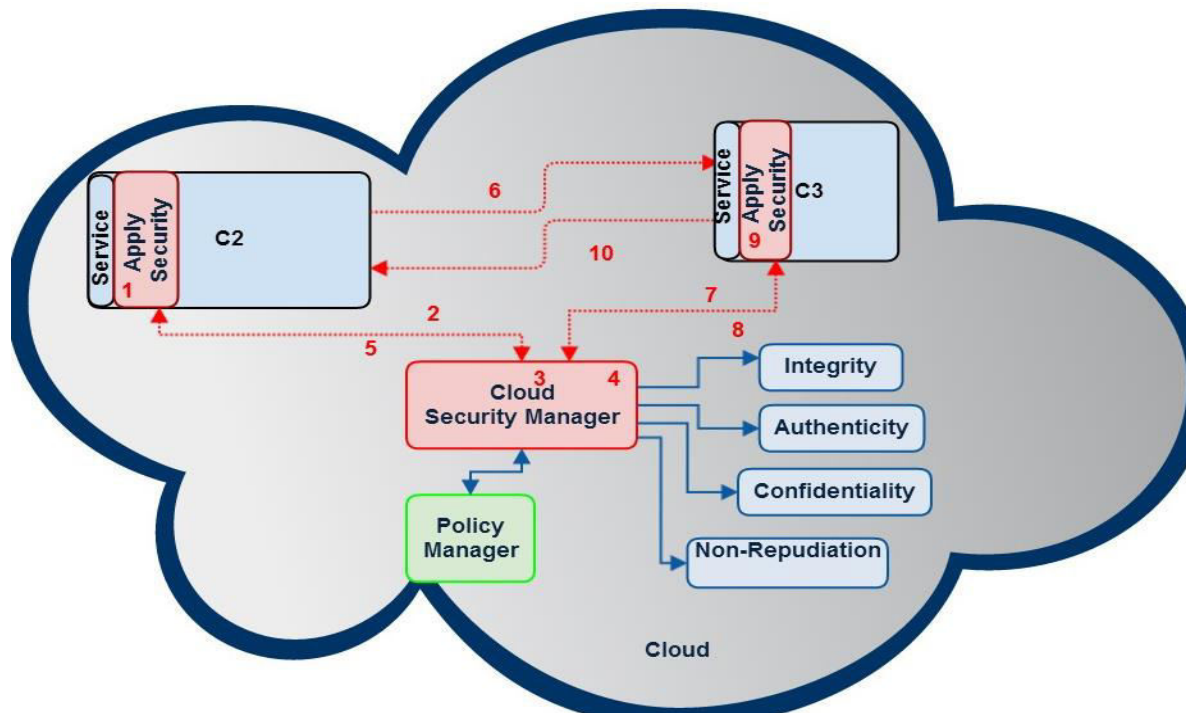 6
Service
Apply
Security
9
C3
Service
Apply
Security
1
C2
10
7
2
8
5
3
4
Cloud
Security Manager
Integrity
Authenticity
Confidentiality
Policy
Manager
Non-Repudiation
Cloud